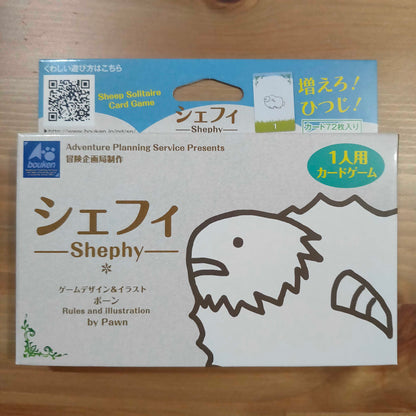 くわしい遊び方はこちら
Sheep Solitaire
Card Game
シェフィ
Shephy
1
増えろ!
ひつじ!
カード72枚入り
bouken
Adventure Planning Service Presents
冒険企画局制作
1人用
カードゲーム
シェフィ
Shephy
ゲームデザイン&イラスト
ポーン
Rules and illustration
by Pawn